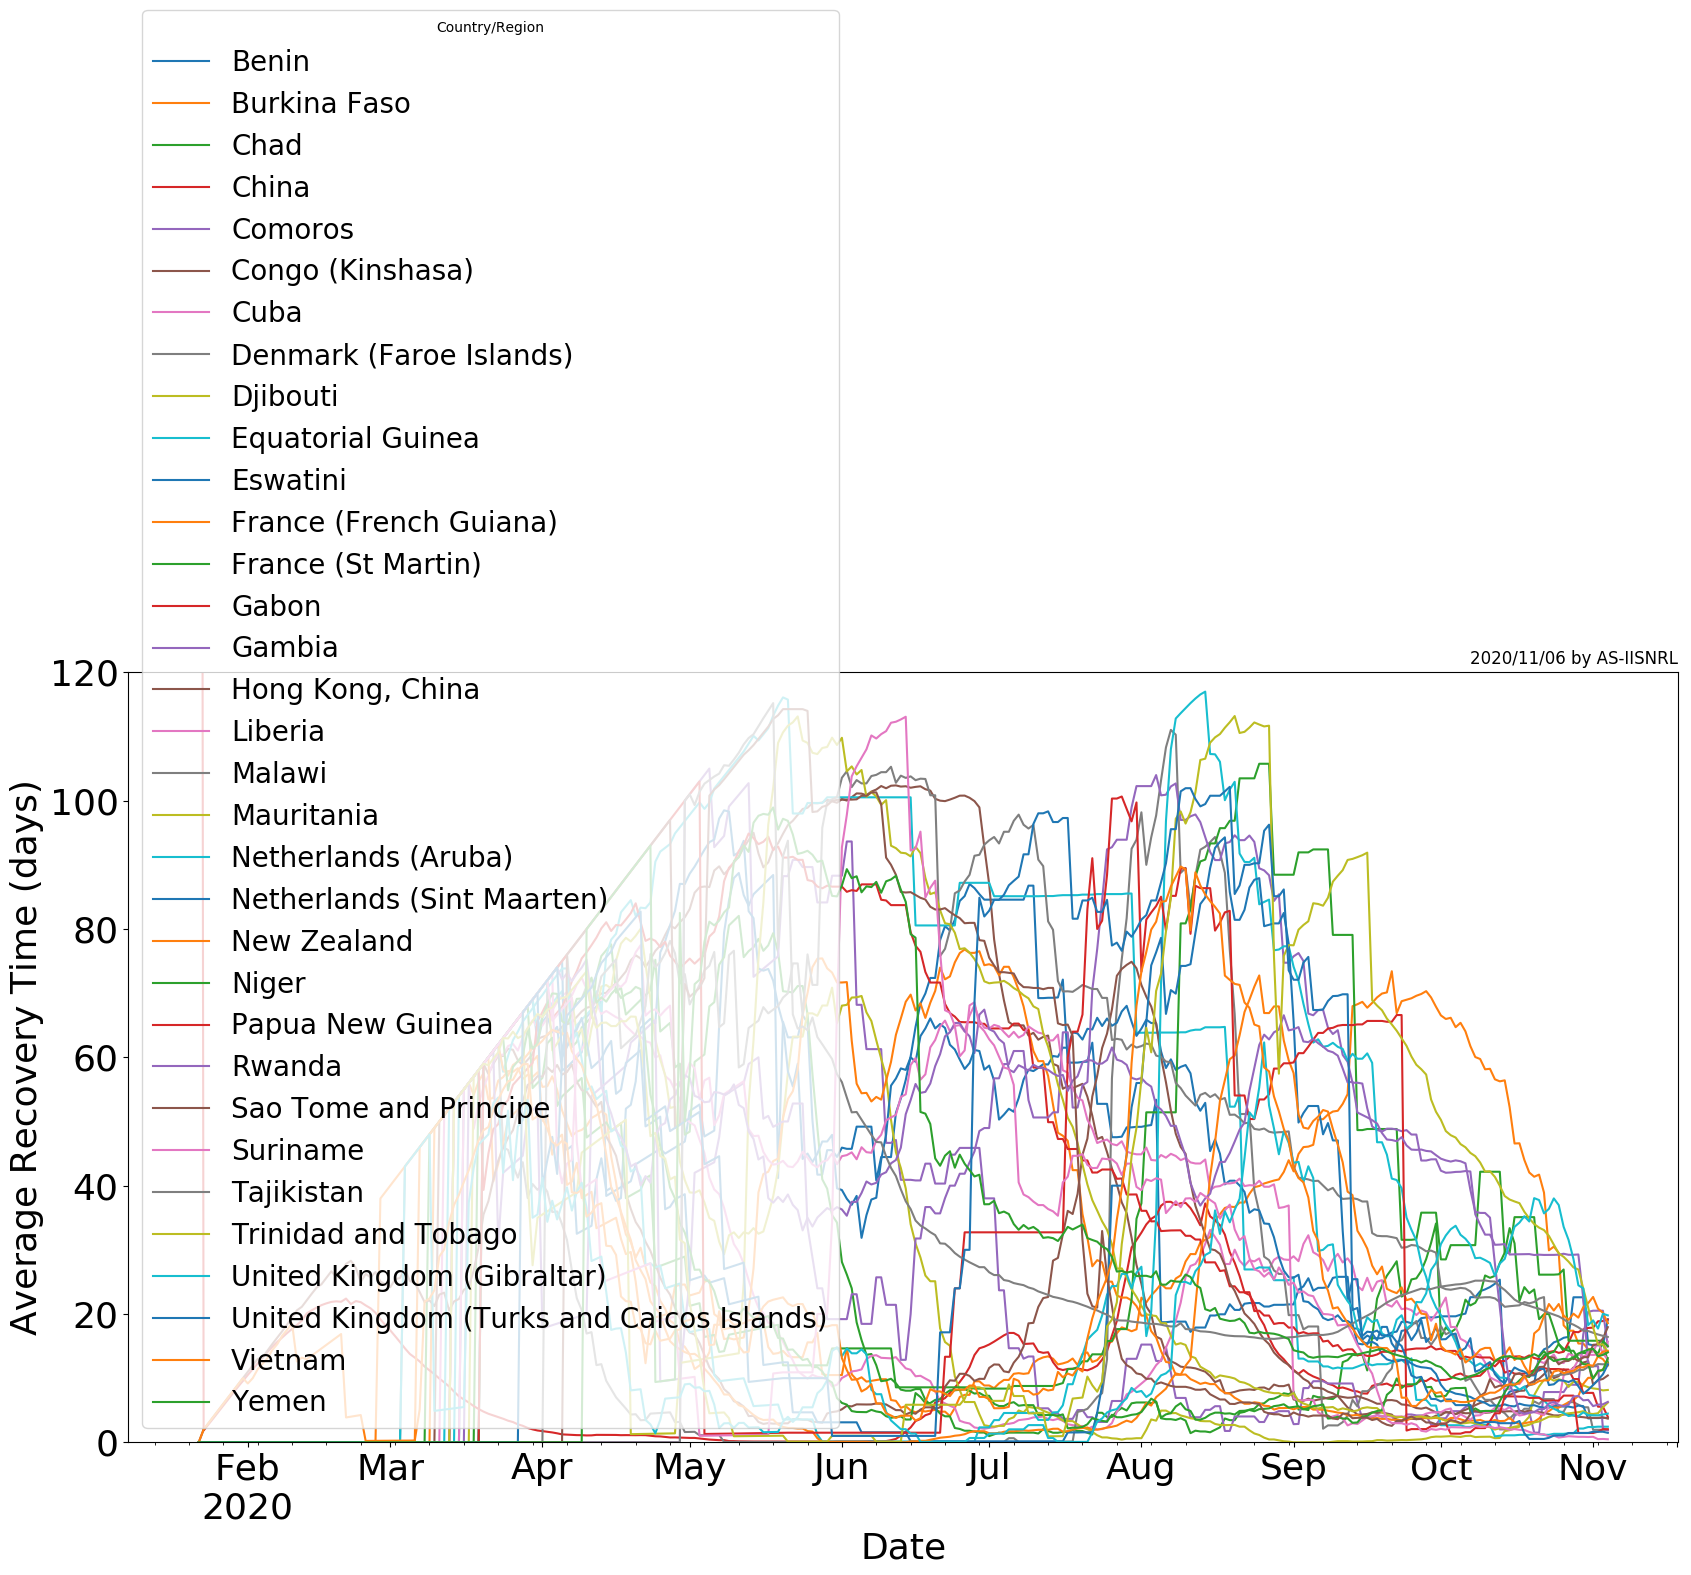 Country/Region
Benin
Burkina Faso
Chad
China
Comoros
Congo (Kinshasa)
Cuba
Denmark (Faroe Islands)
Djibouti
Equatorial Guinea
Eswatini
France (French Guiana)
France (St Martin)
Gabon
Gambia
Hong Kong, China
Liberia
Malawi
Mauritania
Netherlands (Aruba)
Netherlands (Sint Maarten)
New Zealand
Niger
Papua New Guinea
Rwanda
Sao Tome and Principe
Suriname
Tajikistan
Trinidad and Tobago
United Kingdom (Gibraltar)
United Kingdom (Turks and Caicos Islands)
Vietnam
Yemen
2020/11/06 by AS-IISNRL
Average Recovery Time (days)
120
100
80
60
40
20
0
Feb Mar Apr May Jun Jul Aug Sep Oct Nov
2020
Date